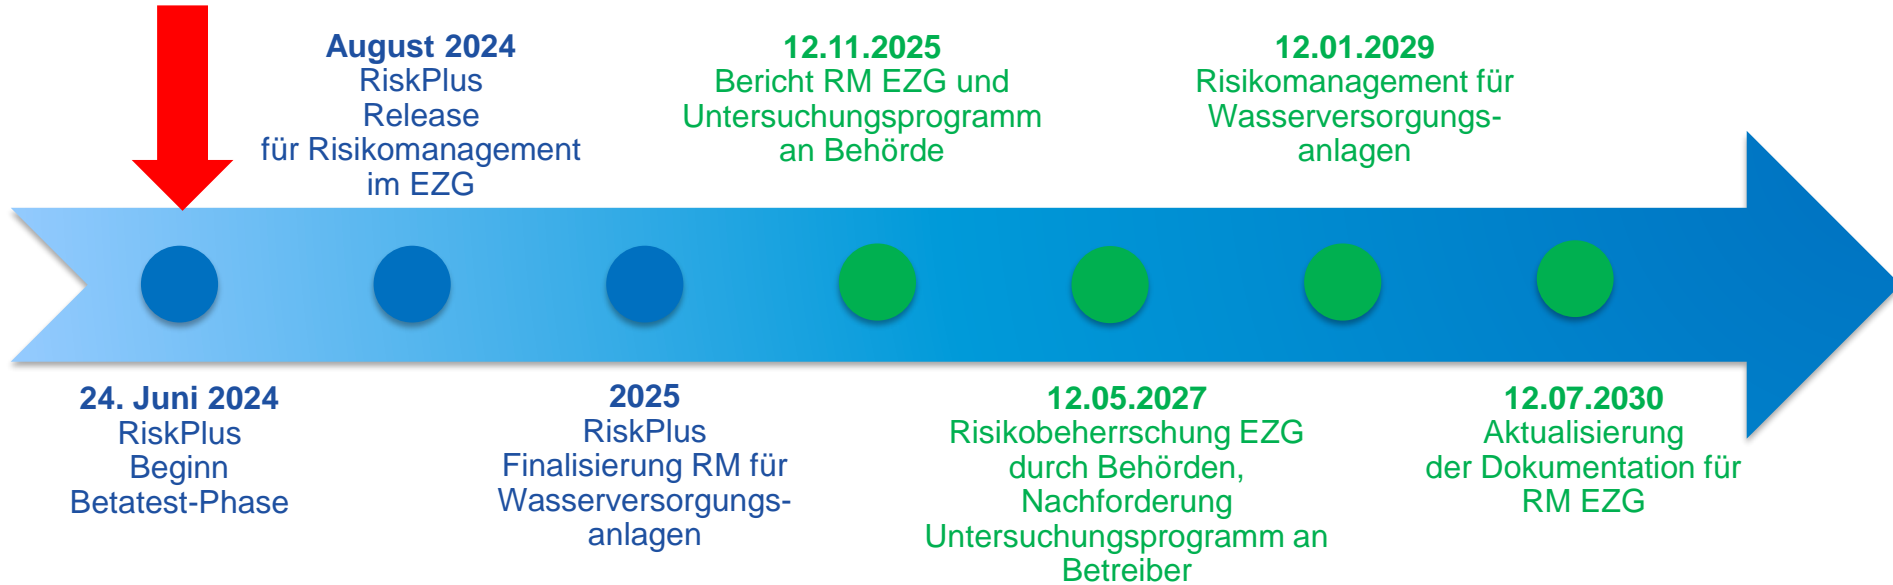 August 2024
RiskPlus
Release
für Risikomanagement
im EZG
12.11.2025
Bericht RM EZG und
Untersuchungsprogramm
an Behörde
12.01.2029
Risikomanagement für
Wasserversorgungs-
anlagen
24. Juni 2024
RiskPlus
Beginn
Betatest-Phase
2025
RiskPlus
Finalisierung RM für
Wasserversorgungs-
anlagen
12.05.2027
Risikobeherrschung EZG
durch Behörden,
Nachforderung
Untersuchungsprogramm an
Betreiber
12.07.2030
Aktualisierung
der Dokumentation für
RM EZG